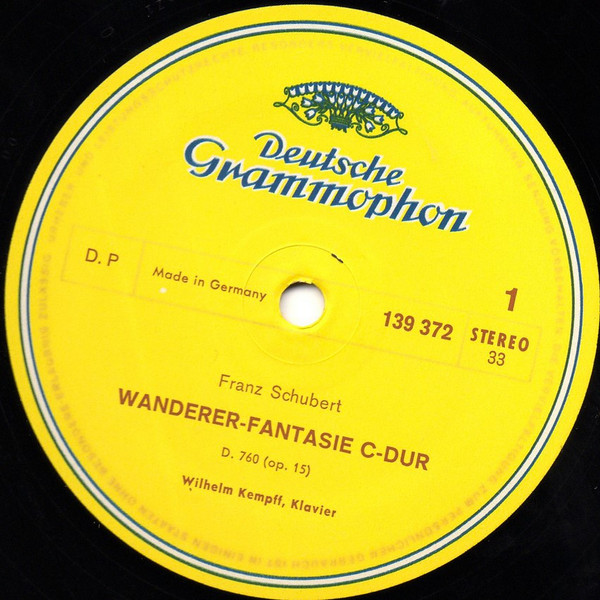 Deutsche
Grammophon
D. P
Made in Germany
139 372
1
STEREO
33
Franz Schubert
WANDERER-FANTASIE C-DUR
D. 760 (op. 15)
Wilhelm Kempff, Klavier